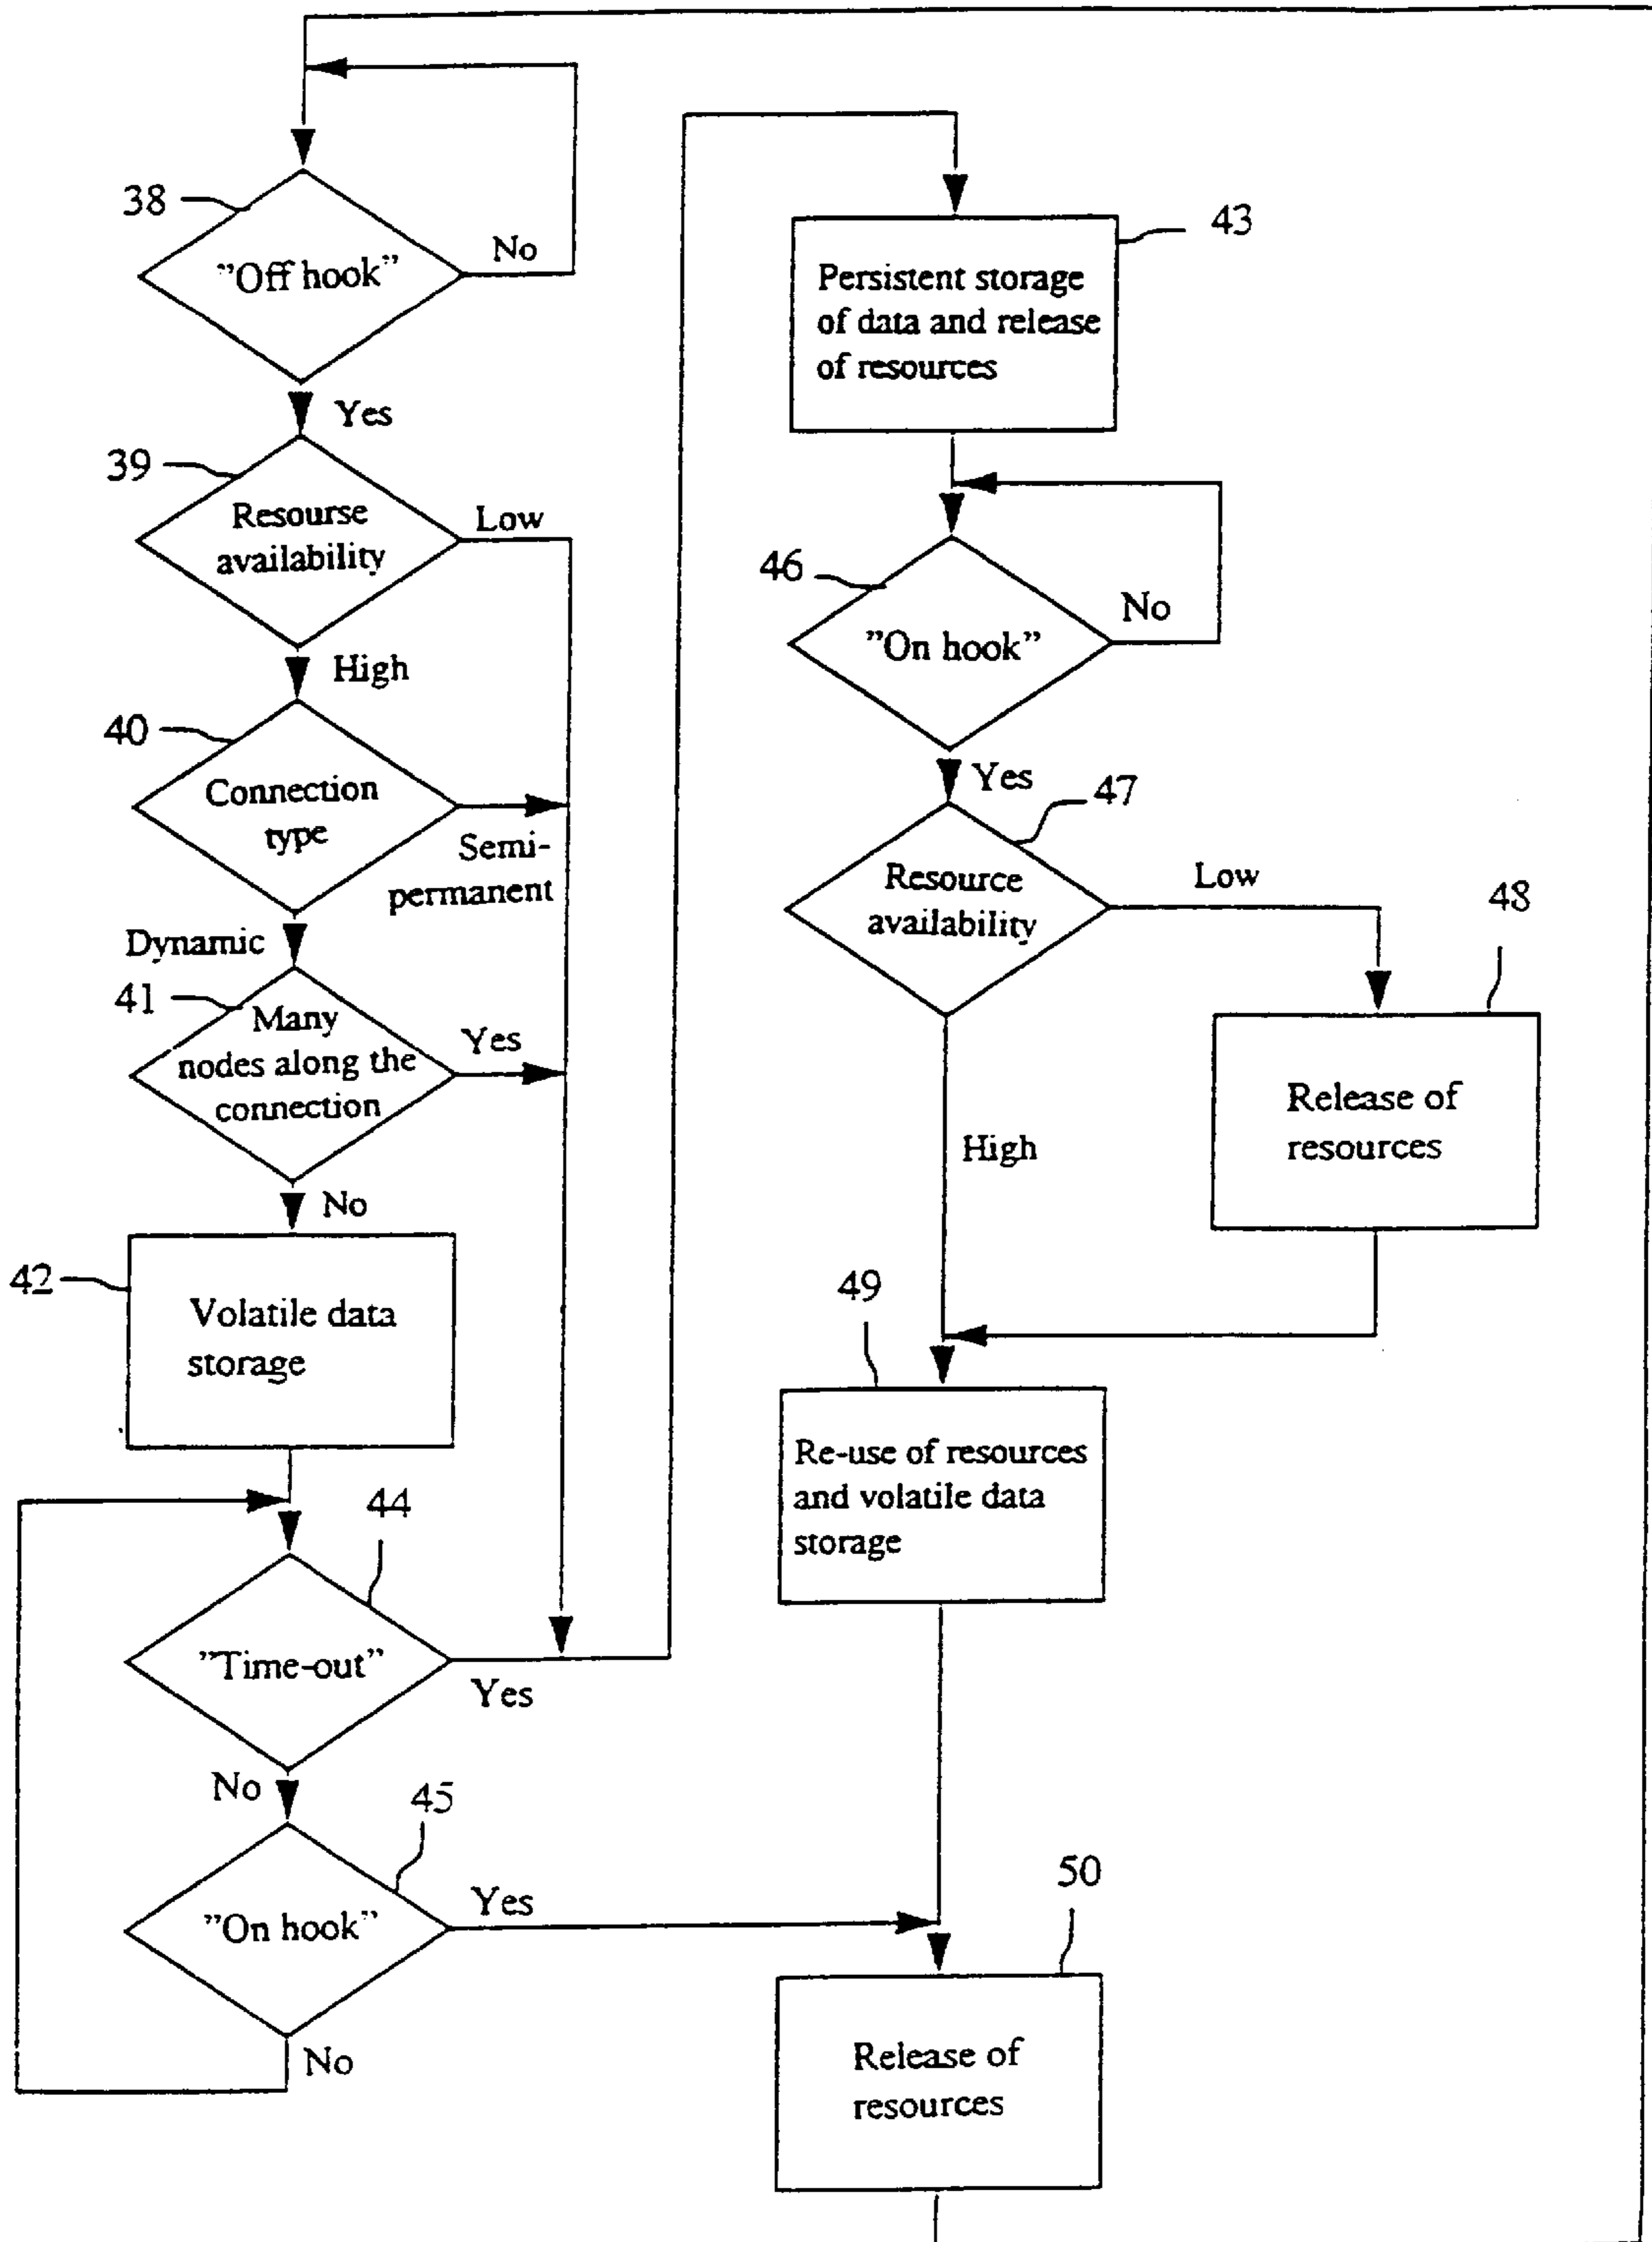 38
"Off hook"
No
Yes
39
Resourse
availability
Low
High
40
Connection
type
Semi-
permanent
Dynamic
41
Many
nodes along the
connection
Yes
No
42
Volatile data
storage
44
"Time-out"
Yes
No
45
"On hook"
Yes
No
43
Persistent storage
of data and release
of resources
46
"On hook"
No
Yes
47
Resource
availability
Low
High
48
Release of
resources
49
Re-use of resources
and volatile data
storage
50
Release of
resources